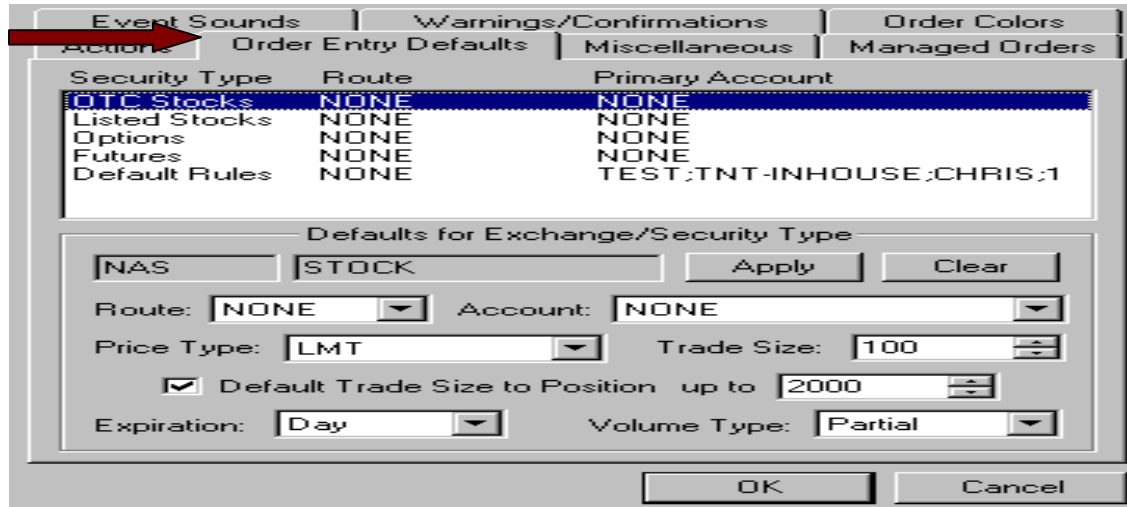 Event Sounds Warnings/Confirmations Order Colors
Actions Order Entry Defaults Miscellaneous Managed Orders
Security Type Route Primary Account
OTC Stocks NONE NONE
Listed Stocks NONE NONE
Options NONE NONE
Futures NONE NONE
Default Rules NONE TEST;TNT-INHOUSE;CHRIS;1
Defaults for Exchange/Security Type
NAS STOCK Apply Clear
Route: NONE Account: NONE
Price Type: LMT Trade Size: 100
Default Trade Size to Position up to 2000
Expiration: Day Volume Type: Partial
OK Cancel